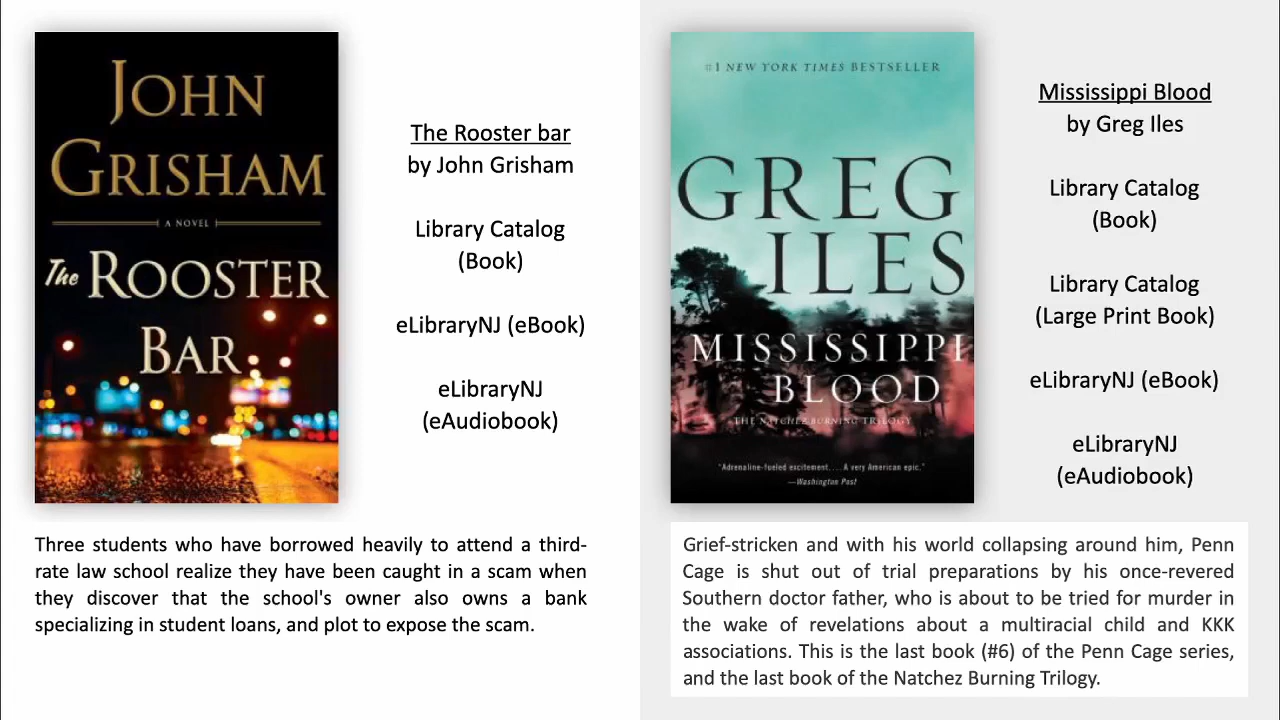 JOHN
GRISHAM
A NOVEL
The ROOSTER
BAR
The Rooster bar
by John Grisham
Library Catalog
(Book)
eLibraryNJ (eBook)
eLibraryNJ
(eAudiobook)
Three students who have borrowed heavily to attend a third-
rate law school realize they have been caught in a scam when
they discover that the school's owner also owns a bank
specializing in student loans, and plot to expose the scam.
#1 NEW YORK TIMES BESTSELLER
GREG
ILES
MISSISSIPPI
BLOOD
THE NATCHEZ BURNING TRILOGY
"Adrenaline-fueled excitement. . . . A very American epic."
—Washington Post
Mississippi Blood
by Greg Iles
Library Catalog
(Book)
Library Catalog
(Large Print Book)
eLibraryNJ (eBook)
eLibraryNJ
(eAudiobook)
Grief-stricken and with his world collapsing around him, Penn
Cage is shut out of trial preparations by his once-revered
Southern doctor father, who is about to be tried for murder in
the wake of revelations about a multiracial child and KKK
associations. This is the last book (#6) of the Penn Cage series,
and the last book of the Natchez Burning Trilogy.